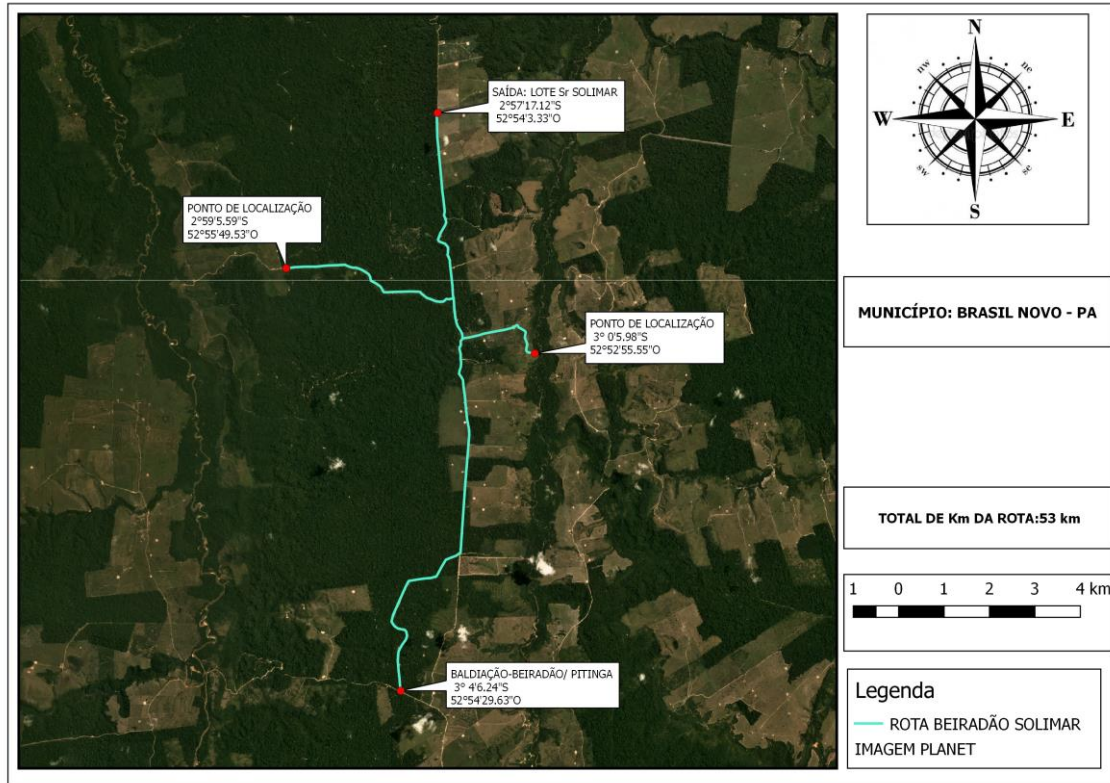 SAÍDA: LOTE Sr SOLIMAR
2°57'17.12"S
52°54'3.33"O
PONTO DE LOCALIZAÇÃO
2°59'5.59"S
52°55'49.53"O
PONTO DE LOCALIZAÇÃO
3° 0'5.98"S
52°52'55.55"O
BALDIAÇÃO-BEIRADÃO/ PITINGA
3° 4'6.24"S
52°54'29.63"O
N
nw
ne
W
E
sw
se
S
MUNICÍPIO: BRASIL NOVO - PA
TOTAL DE Km DA ROTA:53 km
1 0 1 2 3 4 km
Legenda
ROTA BEIRADÃO SOLIMAR
IMAGEM PLANET